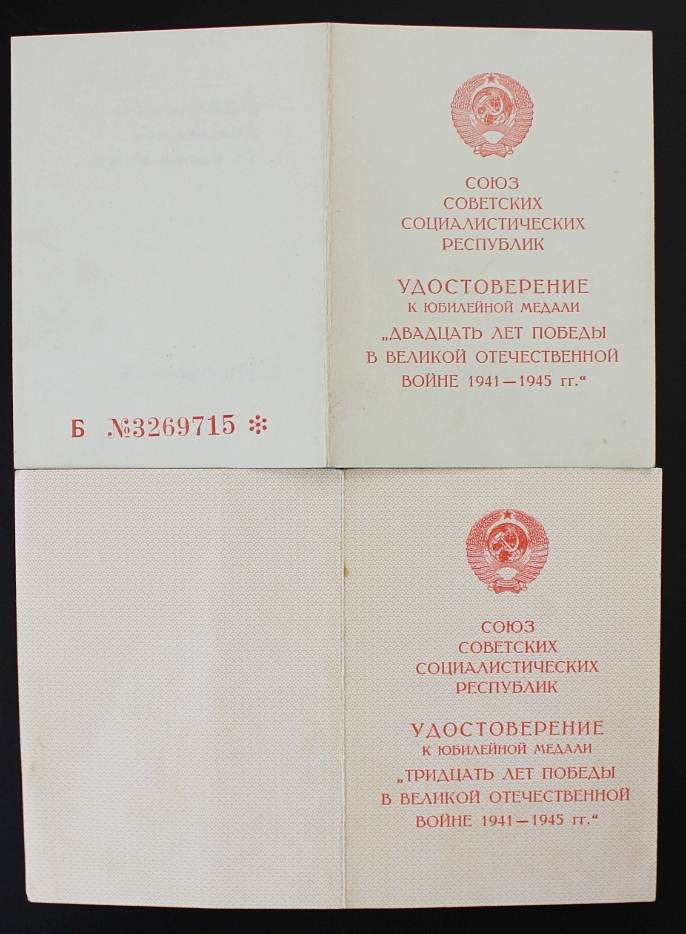 СОЮЗ
СОВЕТСКИХ
СОЦИАЛИСТИЧЕСКИХ
РЕСПУБЛИК
УДОСТОВЕРЕНИЕ
К ЮБИЛЕЙНОЙ МЕДАЛИ
„ДВАДЦАТЬ ЛЕТ ПОБЕДЫ
В ВЕЛИКОЙ ОТЕЧЕСТВЕННОЙ
ВОЙНЕ 1941—1945 гг.“
Б №3269715 ✻
СОЮЗ
СОВЕТСКИХ
СОЦИАЛИСТИЧЕСКИХ
РЕСПУБЛИК
УДОСТОВЕРЕНИЕ
К ЮБИЛЕЙНОЙ МЕДАЛИ
„ТРИДЦАТЬ ЛЕТ ПОБЕДЫ
В ВЕЛИКОЙ ОТЕЧЕСТВЕННОЙ
ВОЙНЕ 1941—1945 гг.“